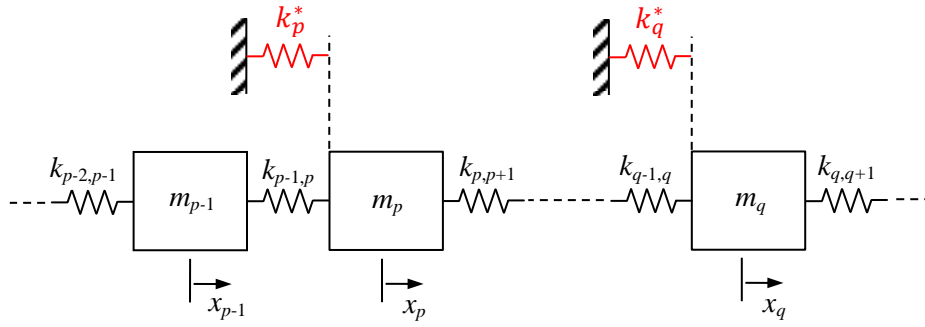 k*p k*q
kp-2,p-1 kp-1,p kp,p+1 kq-1,q kq,q+1
mp-1 mp mq
xp-1 xp xq